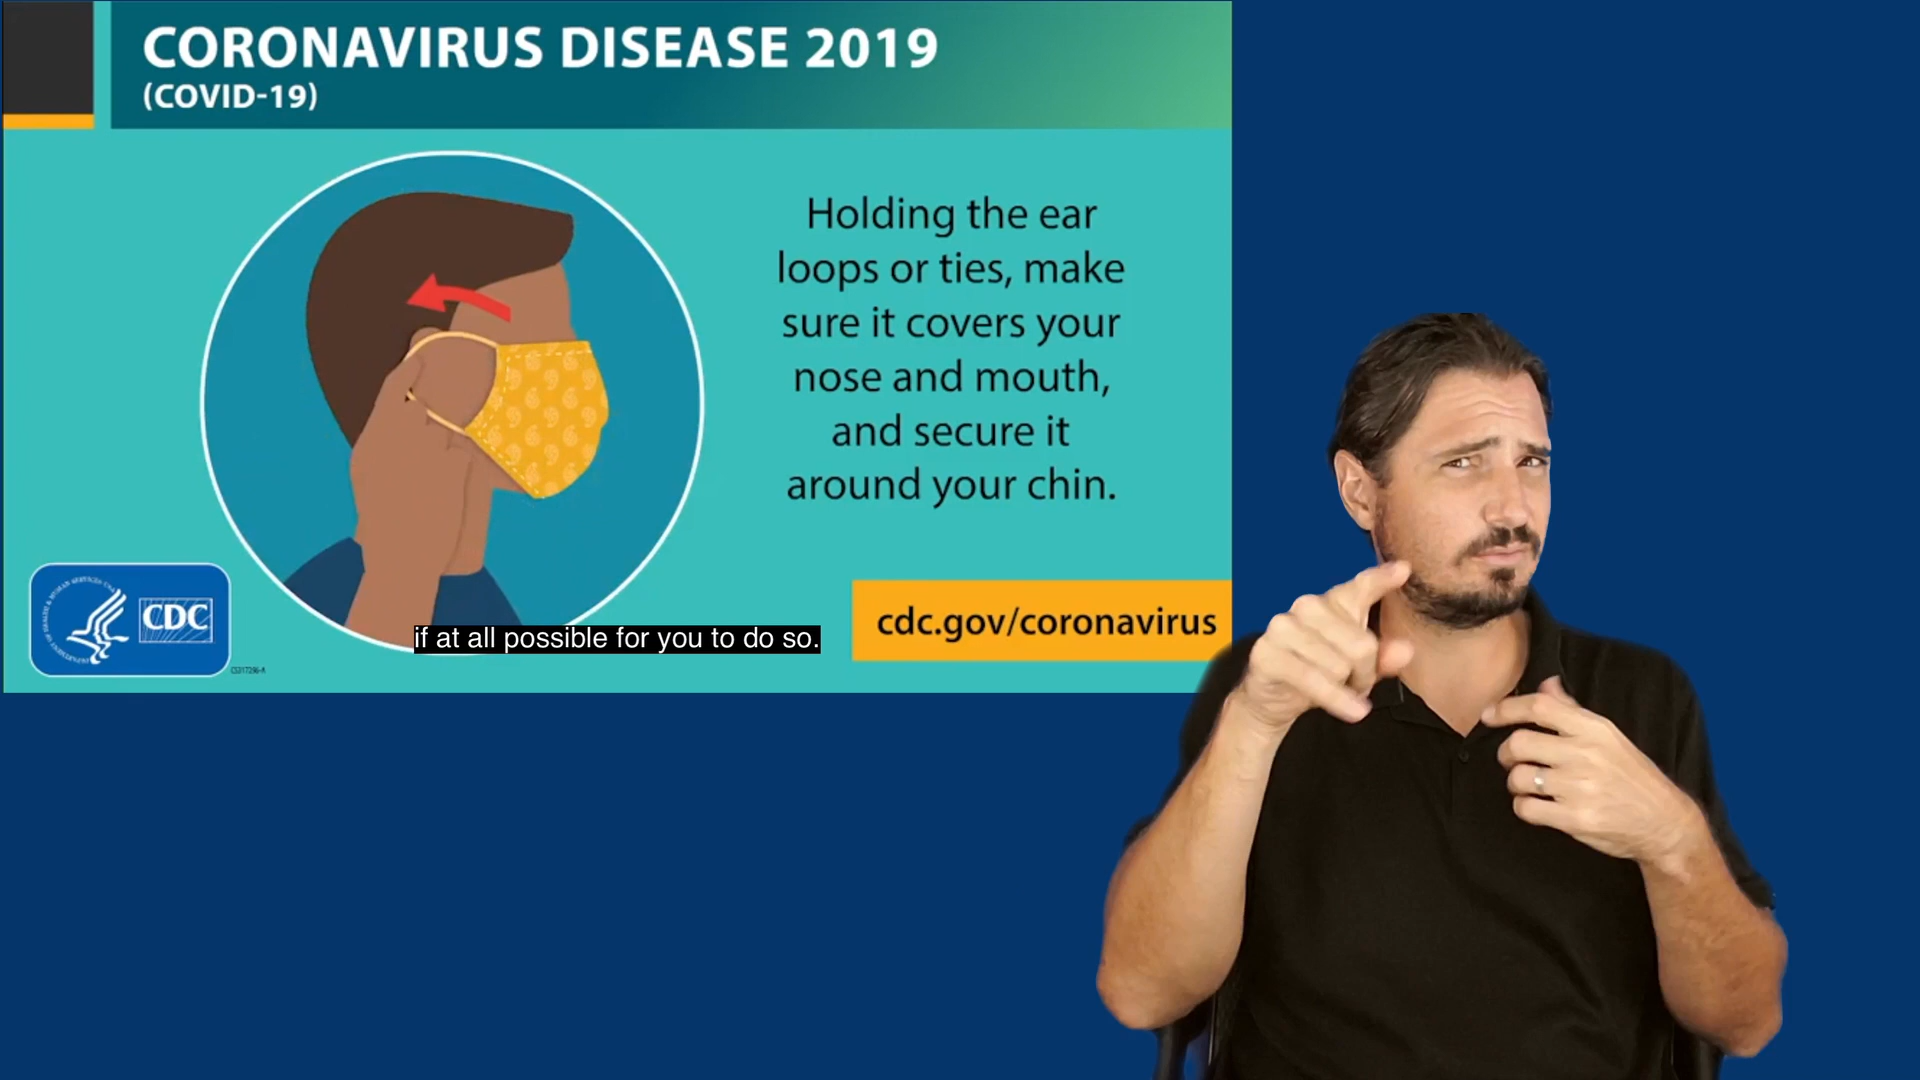 CORONAVIRUS DISEASE 2019
(COVID-19)
Holding the ear
loops or ties, make
sure it covers your
nose and mouth,
and secure it
around your chin.
CDC
cdc.gov/coronavirus
if at all possible for you to do so.